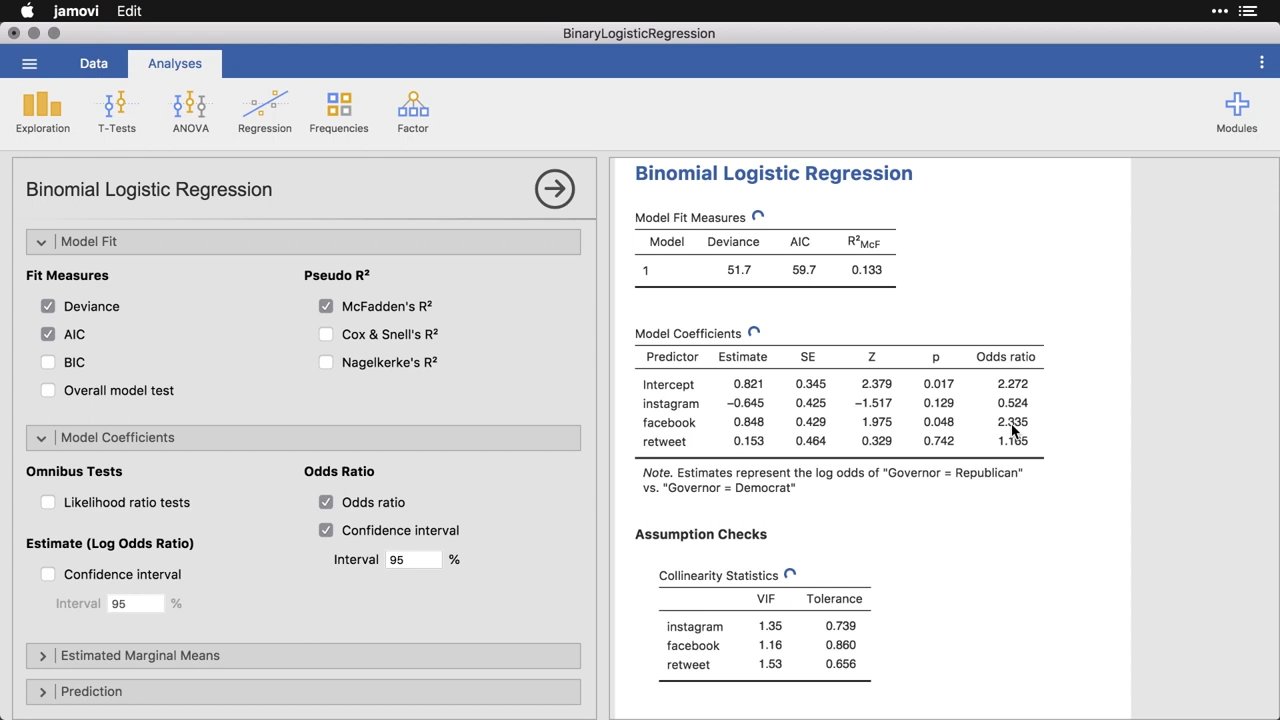 jamovi Edit
BinaryLogisticRegression
Data Analyses
Exploration T-Tests ANOVA Regression Frequencies Factor Modules
Binomial Logistic Regression
Model Fit
Fit Measures Pseudo R²
Deviance McFadden's R²
AIC Cox & Snell's R²
BIC Nagelkerke's R²
Overall model test
Model Coefficients
Omnibus Tests Odds Ratio
Likelihood ratio tests Odds ratio
Confidence interval
Estimate (Log Odds Ratio)
Interval 95 %
Confidence interval
Interval 95 %
Estimated Marginal Means
Prediction
Binomial Logistic Regression
Model Fit Measures
Model Deviance AIC R²McF
1 51.7 59.7 0.133
Model Coefficients
Predictor Estimate SE Z p Odds ratio
Intercept 0.821 0.345 2.379 0.017 2.272
instagram −0.645 0.425 −1.517 0.129 0.524
facebook 0.848 0.429 1.975 0.048 2.335
retweet 0.153 0.464 0.329 0.742 1.165
Note. Estimates represent the log odds of "Governor = Republican"
vs. "Governor = Democrat"
Assumption Checks
Collinearity Statistics
VIF Tolerance
instagram 1.35 0.739
facebook 1.16 0.860
retweet 1.53 0.656